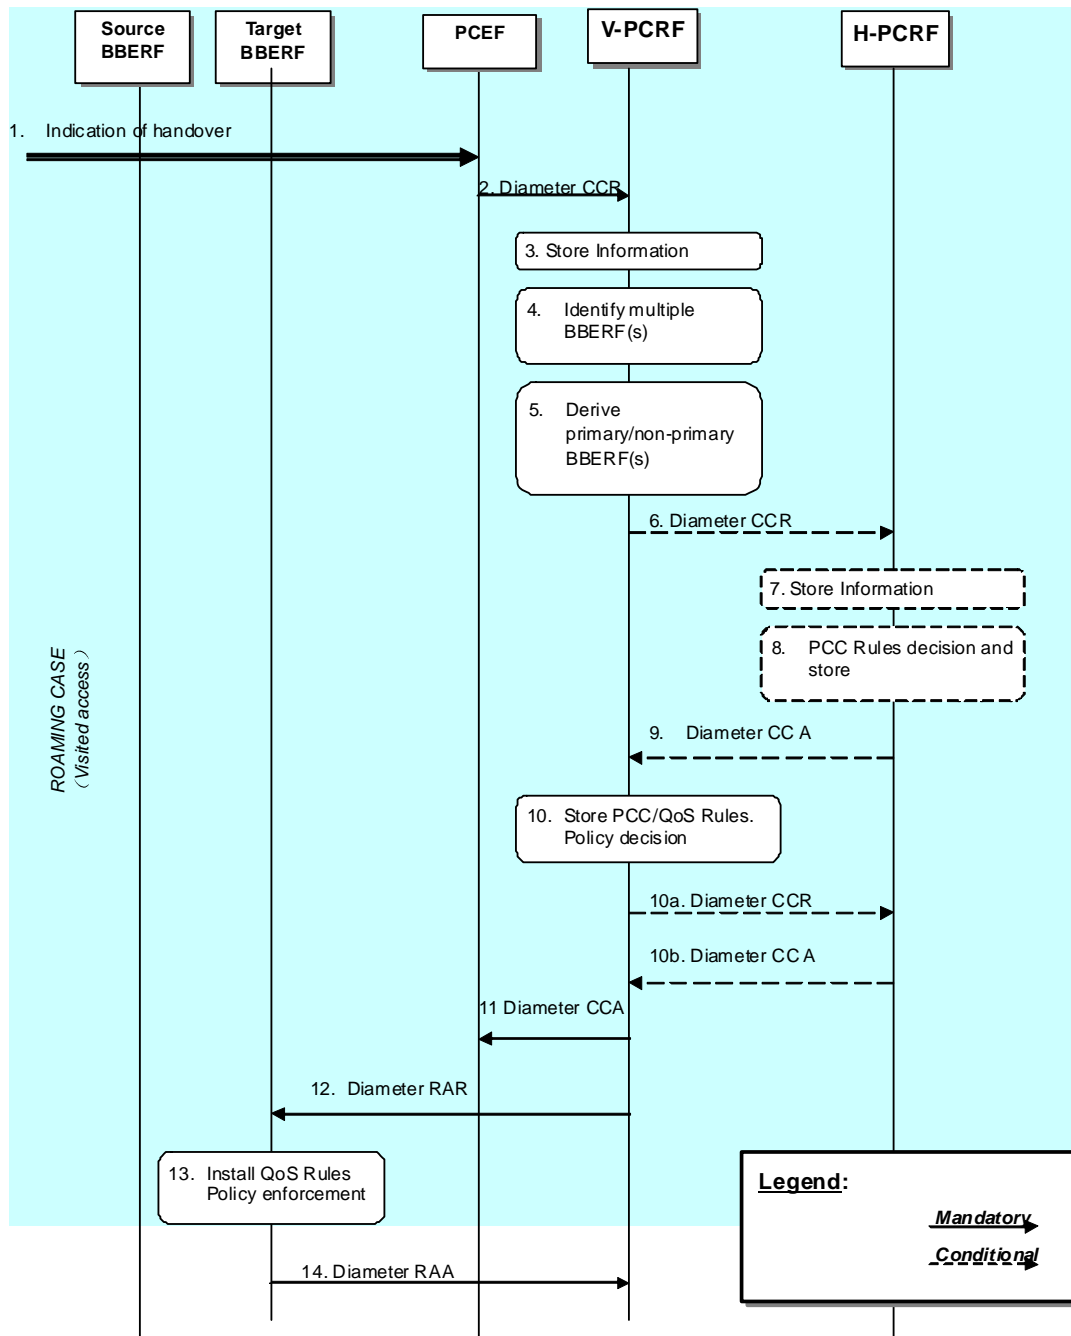 Source
BBERF
Target
BBERF
PCEF
V-PCRF
H-PCRF
1. Indication of handover
2. Diameter CCR
3. Store Information
4. Identify multiple
BBERF(s)
5. Derive
primary/non-primary
BBERF(s)
6. Diameter CCR
7. Store Information
8. PCC Rules decision and
store
ROAMING CASE
(Visited access)
9. Diameter CCA
10. Store PCC/QoS Rules.
Policy decision
10a. Diameter CCR
10b. Diameter CCA
11 Diameter CCA
12. Diameter RAR
13. Install QoS Rules
Policy enforcement
Legend:
Mandatory
Conditional
14. Diameter RAA